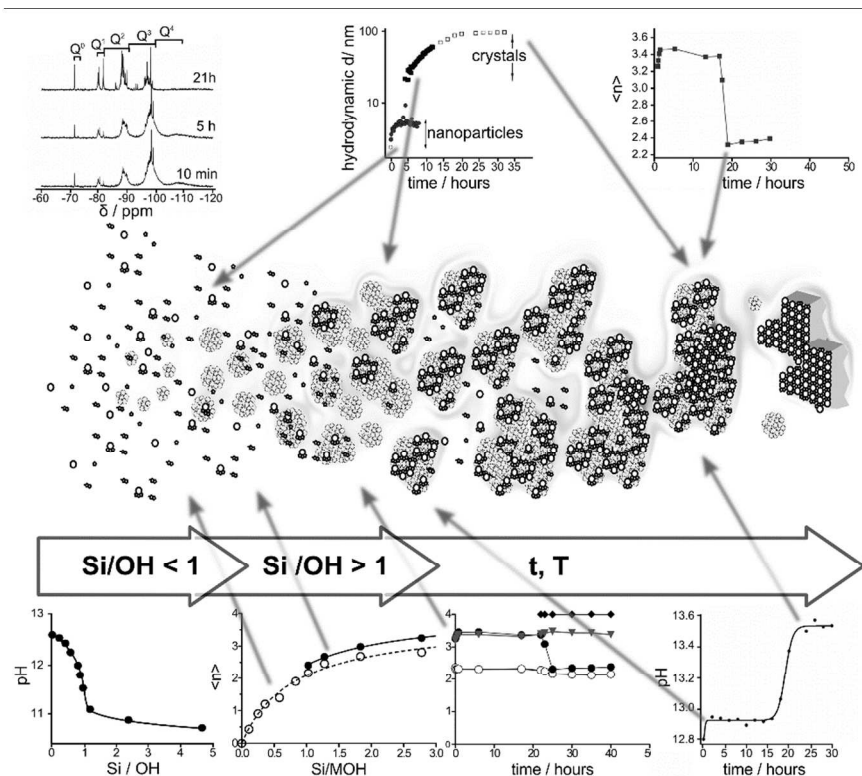 Q⁰ Q¹ Q² Q³ Q⁴
21h
5 h
10 min
-60 -70 -80 -90 -100 -110 -120
δ / ppm
hydrodynamic d/ nm
100
10
crystals
nanoparticles
0 5 10 15 20 25 30 35
time / hours
<n>
3.6
3.4
3.2
3.0
2.8
2.6
2.4
2.2
0 10 20 30 40 50
time / hours
Si/OH < 1
Si /OH > 1
t, T
pH
13
12
11
0 1 2 3 4 5
Si / OH
<n>
4
3
2
1
0
0.0 0.5 1.0 1.5 2.0 2.5 3.0
Si/MOH
4
3
2
1
0
0 10 20 30 40 5
time / hours
pH
13.6
13.4
13.2
13.0
12.8
0 10 20 30
time / hours